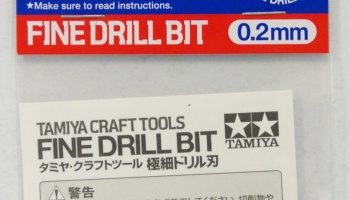 ★Make sure to read instructions.
FINE DRILL BIT 0.2mm
TAMIYA CRAFT TOOLS
FINE DRILL BIT
TAMIYA
タミヤ・クラフトツール 極細ドリル刃
⚠警告